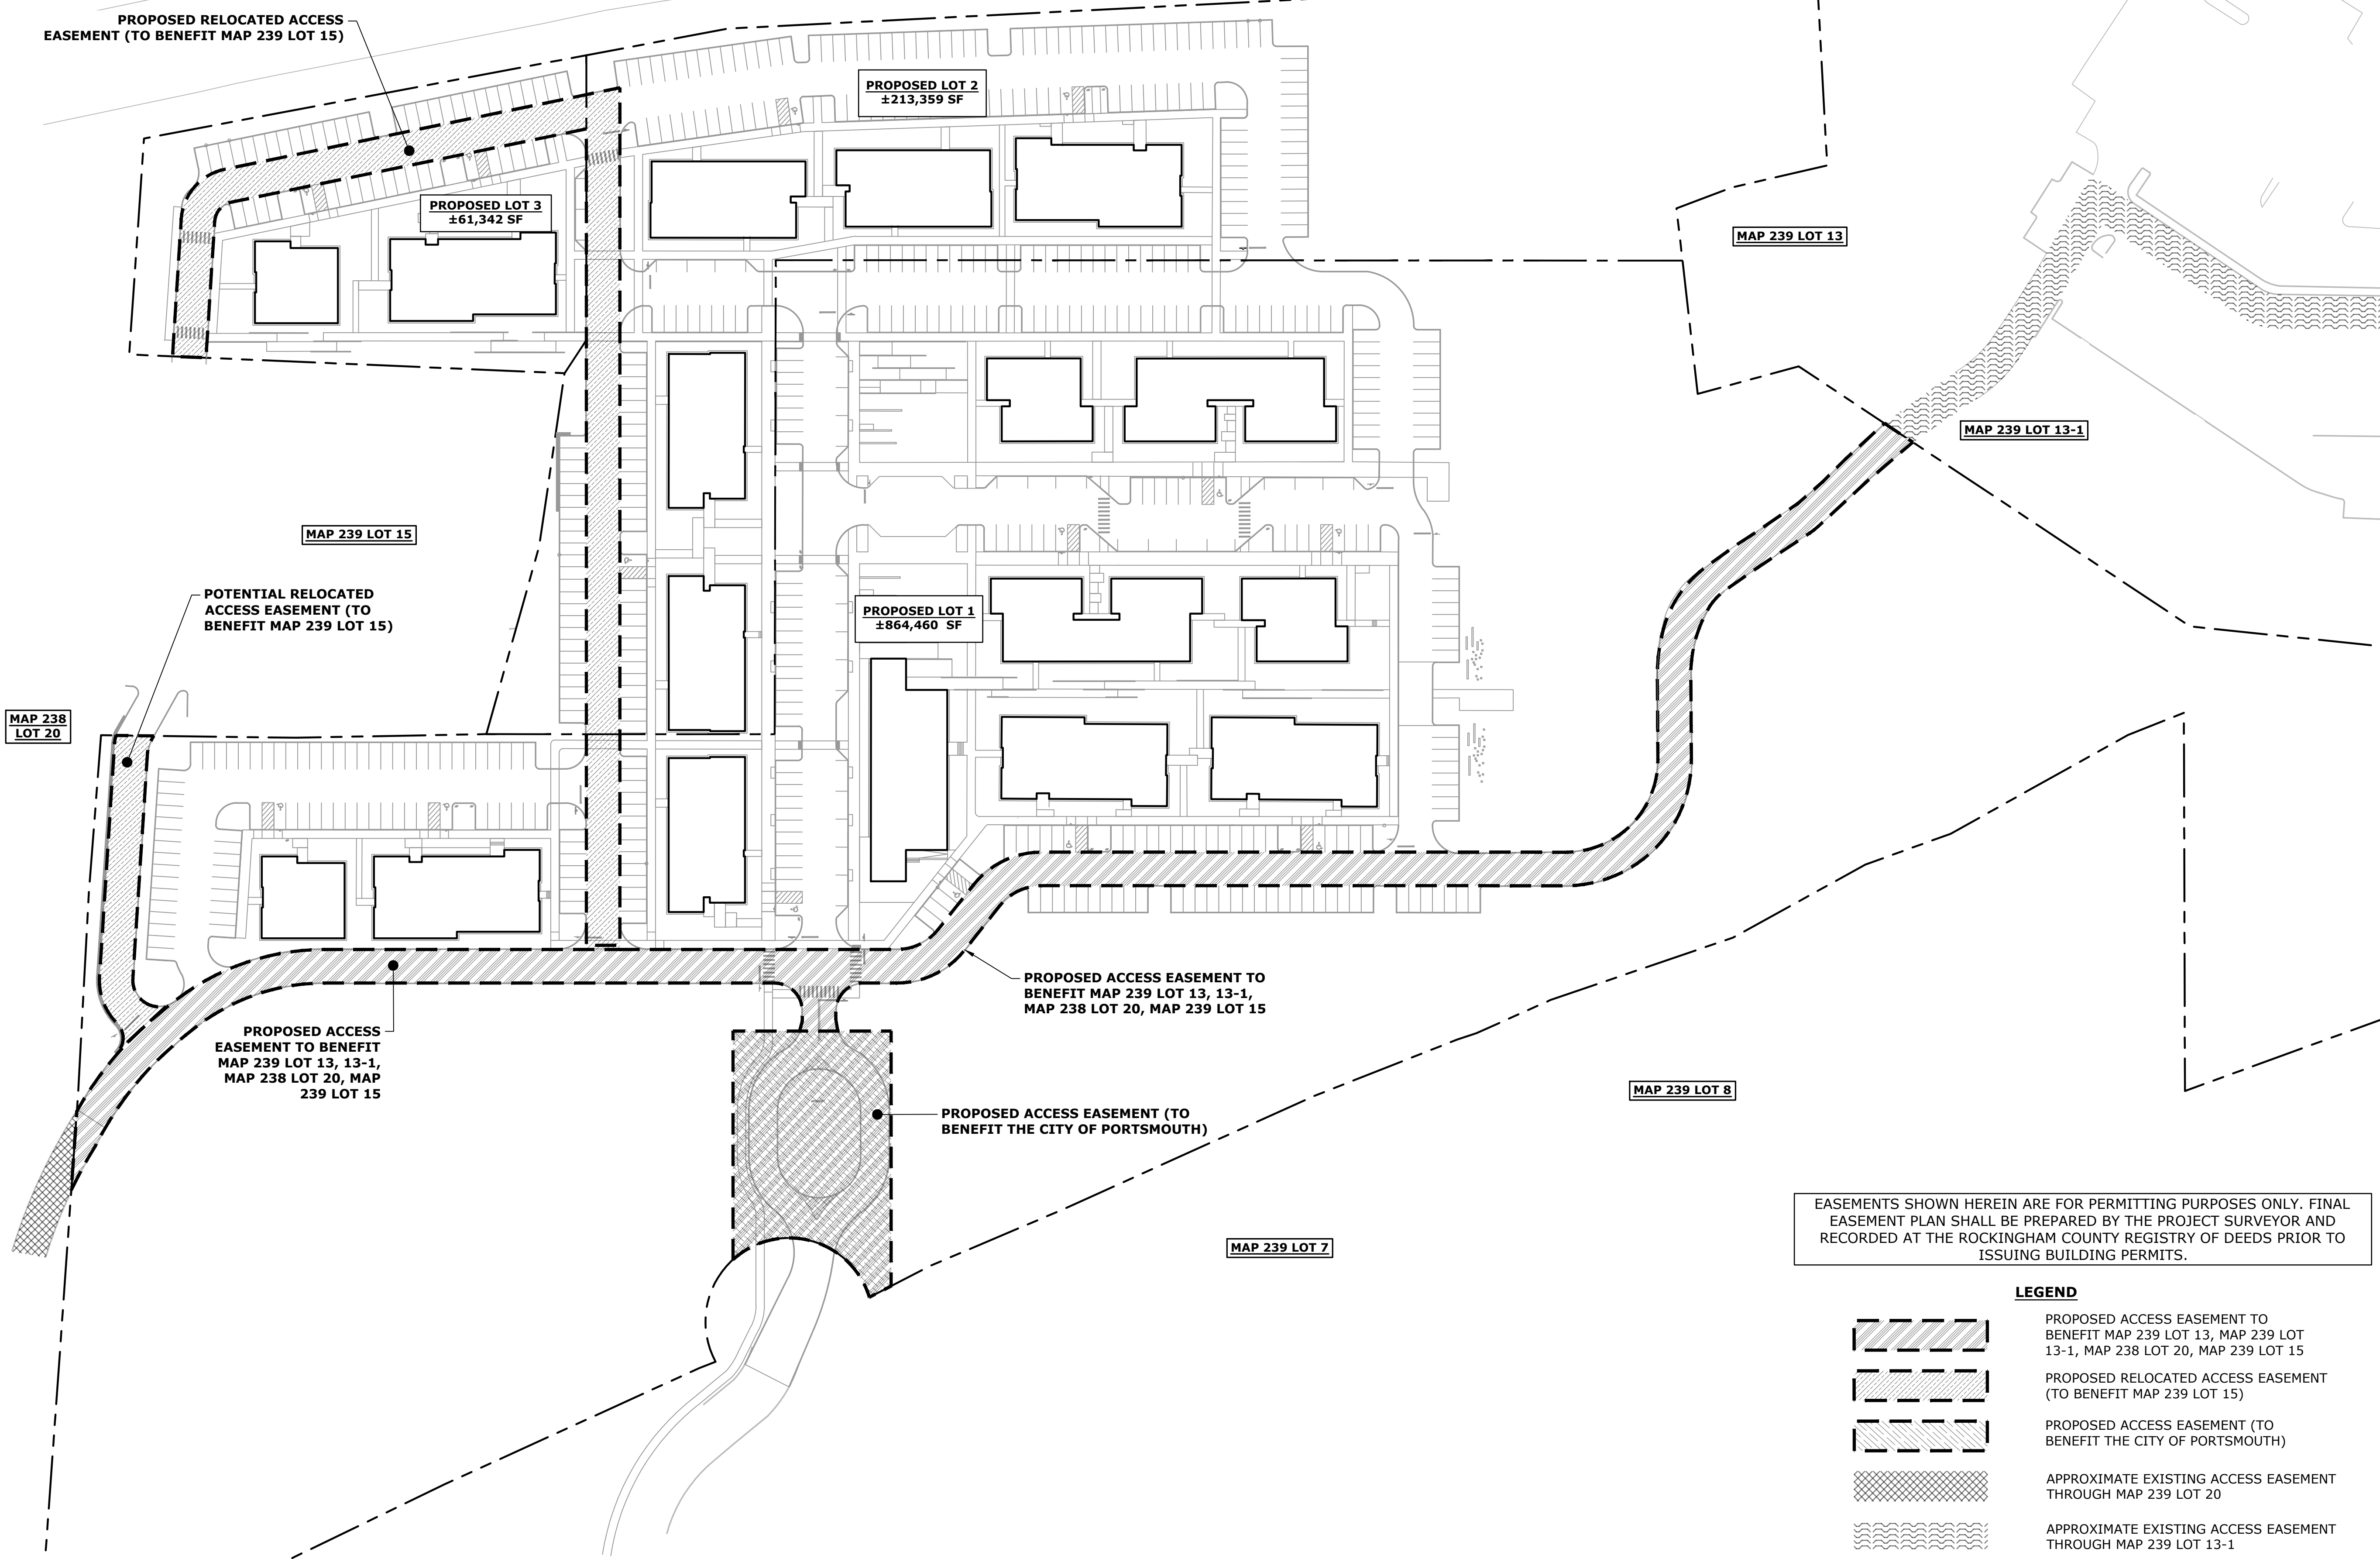 PROPOSED RELOCATED ACCESS
EASEMENT (TO BENEFIT MAP 239 LOT 15)
PROPOSED LOT 2
±213,359 SF
PROPOSED LOT 3
±61,342 SF
MAP 239 LOT 13
MAP 239 LOT 13-1
MAP 239 LOT 15
POTENTIAL RELOCATED
ACCESS EASEMENT (TO
BENEFIT MAP 239 LOT 15)
PROPOSED LOT 1
±864,460 SF
MAP 238
LOT 20
PROPOSED ACCESS EASEMENT TO
BENEFIT MAP 239 LOT 13, 13-1,
MAP 238 LOT 20, MAP 239 LOT 15
PROPOSED ACCESS
EASEMENT TO BENEFIT
MAP 239 LOT 13, 13-1,
MAP 238 LOT 20, MAP
239 LOT 15
PROPOSED ACCESS EASEMENT (TO
BENEFIT THE CITY OF PORTSMOUTH)
MAP 239 LOT 8
MAP 239 LOT 7
EASEMENTS SHOWN HEREIN ARE FOR PERMITTING PURPOSES ONLY. FINAL
EASEMENT PLAN SHALL BE PREPARED BY THE PROJECT SURVEYOR AND
RECORDED AT THE ROCKINGHAM COUNTY REGISTRY OF DEEDS PRIOR TO
ISSUING BUILDING PERMITS.
LEGEND
PROPOSED ACCESS EASEMENT TO
BENEFIT MAP 239 LOT 13, MAP 239 LOT
13-1, MAP 238 LOT 20, MAP 239 LOT 15
PROPOSED RELOCATED ACCESS EASEMENT
(TO BENEFIT MAP 239 LOT 15)
PROPOSED ACCESS EASEMENT (TO
BENEFIT THE CITY OF PORTSMOUTH)
APPROXIMATE EXISTING ACCESS EASEMENT
THROUGH MAP 239 LOT 20
APPROXIMATE EXISTING ACCESS EASEMENT
THROUGH MAP 239 LOT 13-1